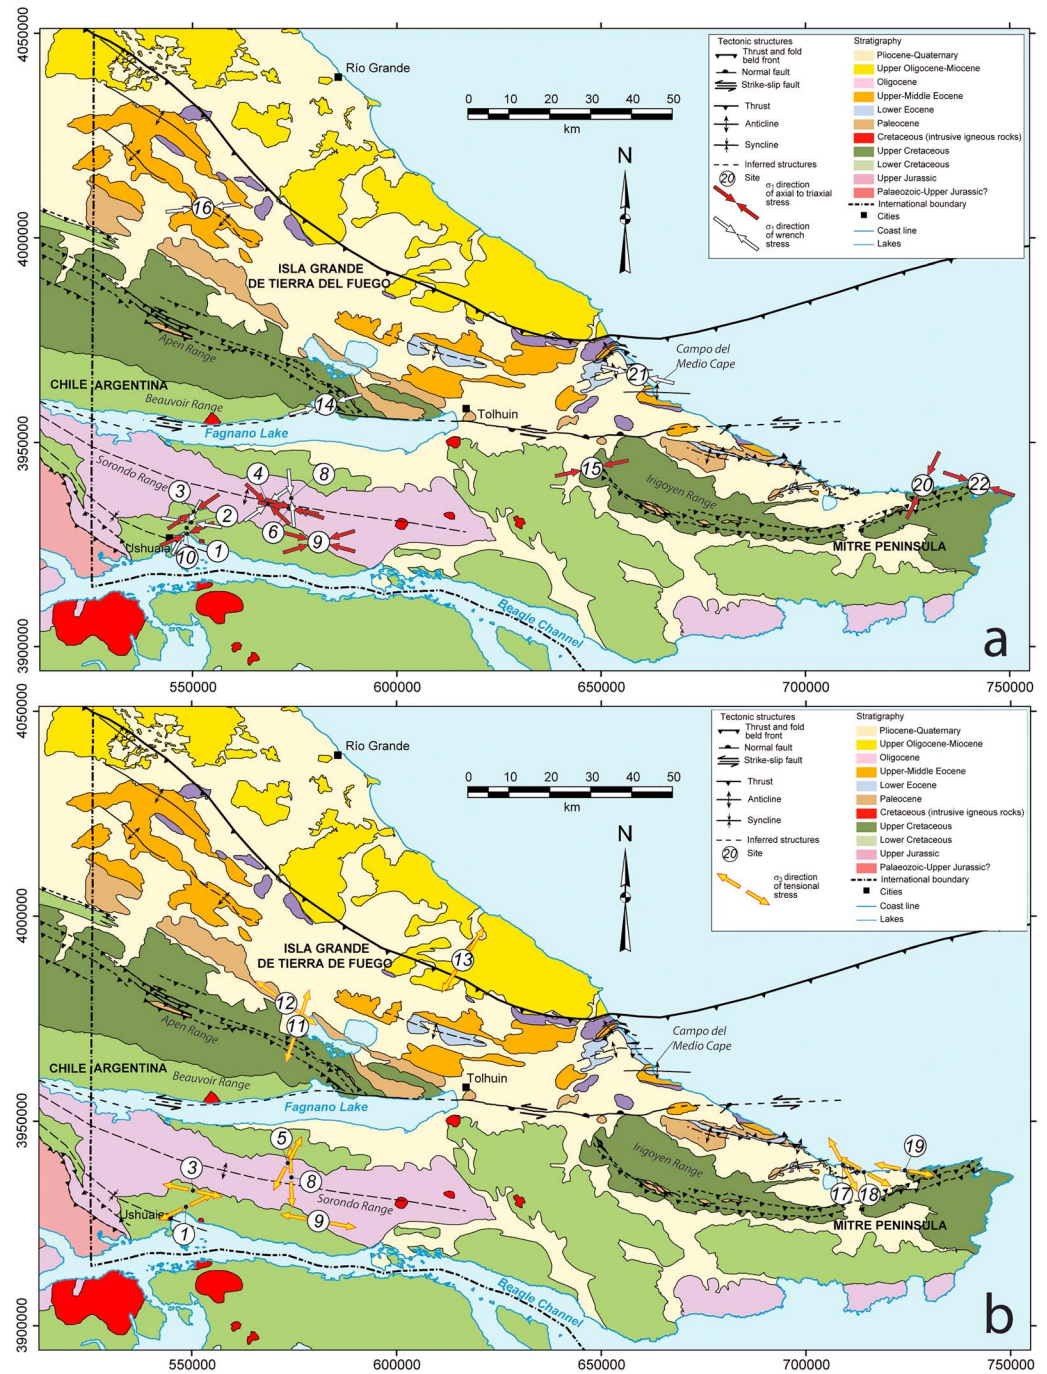 4050000
4000000
3950000
3900000
Río Grande
0 10 20 30 40 50
km
N
Tectonic structures
Thrust and fold
beld front
Normal fault
Strike-slip fault
Thrust
Anticline
Syncline
Inferred structures
20 Site
σ1 direction
of axial to triaxial
stress
σ1 direction
of wrench
stress
Stratigraphy
Pliocene-Quaternary
Upper Oligocene-Miocene
Oligocene
Upper-Middle Eocene
Lower Eocene
Paleocene
Cretaceous (intrusive igneous rocks)
Upper Cretaceous
Lower Cretaceous
Upper Jurassic
Palaeozoic-Upper Jurassic?
International boundary
Cities
Coast line
Lakes
16
ISLA GRANDE
DE TIERRA DEL FUEGO
Apen Range
Campo del
Medio Cape
21
CHILE ARGENTINA
Beauvoir Range
14
Tolhuin
Fagnano Lake
Sorondo Range
4
8
15
Irigoyen Range
20
22
3
2
6
9
Ushuaia
10
1
MITRE PENINSULA
Beagle Channel
a
550000 600000 650000 700000 750000
4050000
4000000
3950000
3900000
Río Grande
0 10 20 30 40 50
km
N
Tectonic structures
Thrust and fold
beld front
Normal fault
Strike-slip fault
Thrust
Anticline
Syncline
Inferred structures
20 Site
σ3 direction
of tensional
stress
Stratigraphy
Pliocene-Quaternary
Upper Oligocene-Miocene
Oligocene
Upper-Middle Eocene
Lower Eocene
Paleocene
Cretaceous (intrusive igneous rocks)
Upper Cretaceous
Lower Cretaceous
Upper Jurassic
Palaeozoic-Upper Jurassic?
International boundary
Cities
Coast line
Lakes
ISLA GRANDE
DE TIERRA DE FUEGO
13
12
11
Apen Range
Campo del
Medio Cape
CHILE ARGENTINA
Beauvoir Range
Tolhuin
Fagnano Lake
5
3
8
Sorondo Range
Irigoyen Range
19
17
18
9
Ushuaia
1
MITRE PENINSULA
Beagle Channel
b
550000 600000 650000 700000 750000